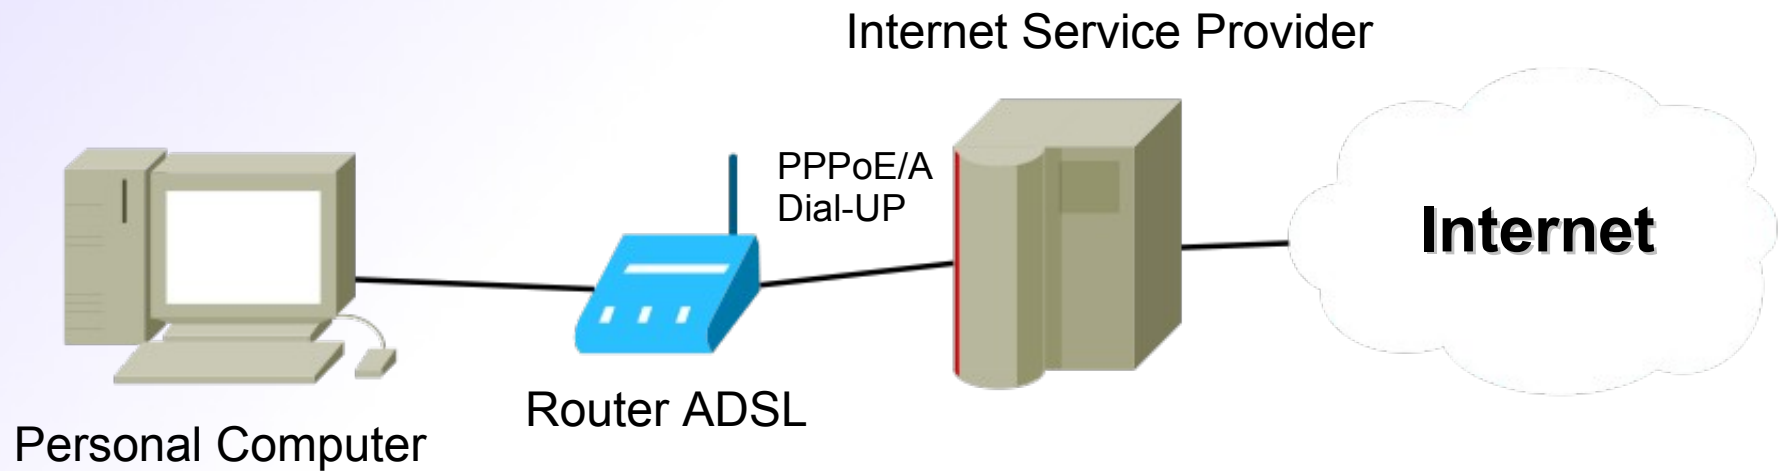 Internet Service Provider
PPPoE/A
Dial-UP
Internet
Router ADSL
Personal Computer